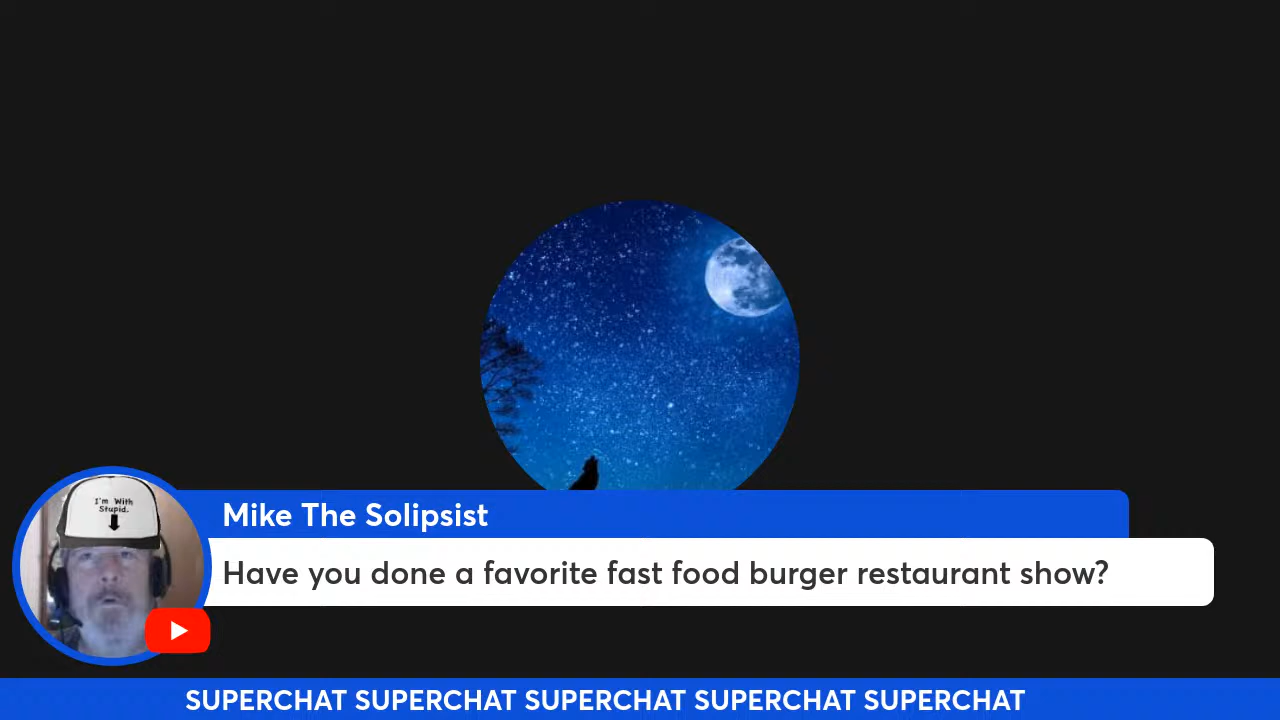 I'm With
Stupid.
Mike The Solipsist
Have you done a favorite fast food burger restaurant show?
SUPERCHAT SUPERCHAT SUPERCHAT SUPERCHAT SUPERCHAT